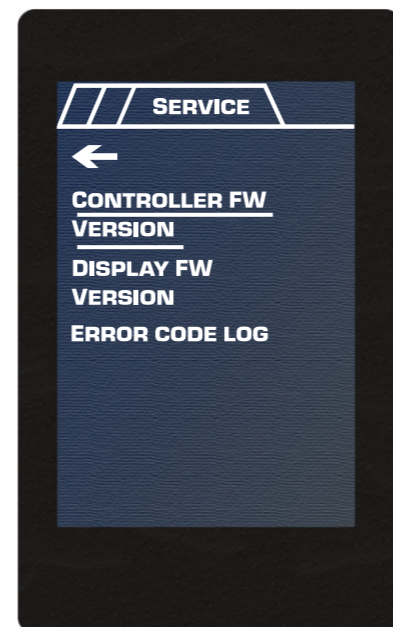 SERVICE
CONTROLLER FW
VERSION
DISPLAY FW
VERSION
ERROR CODE LOG